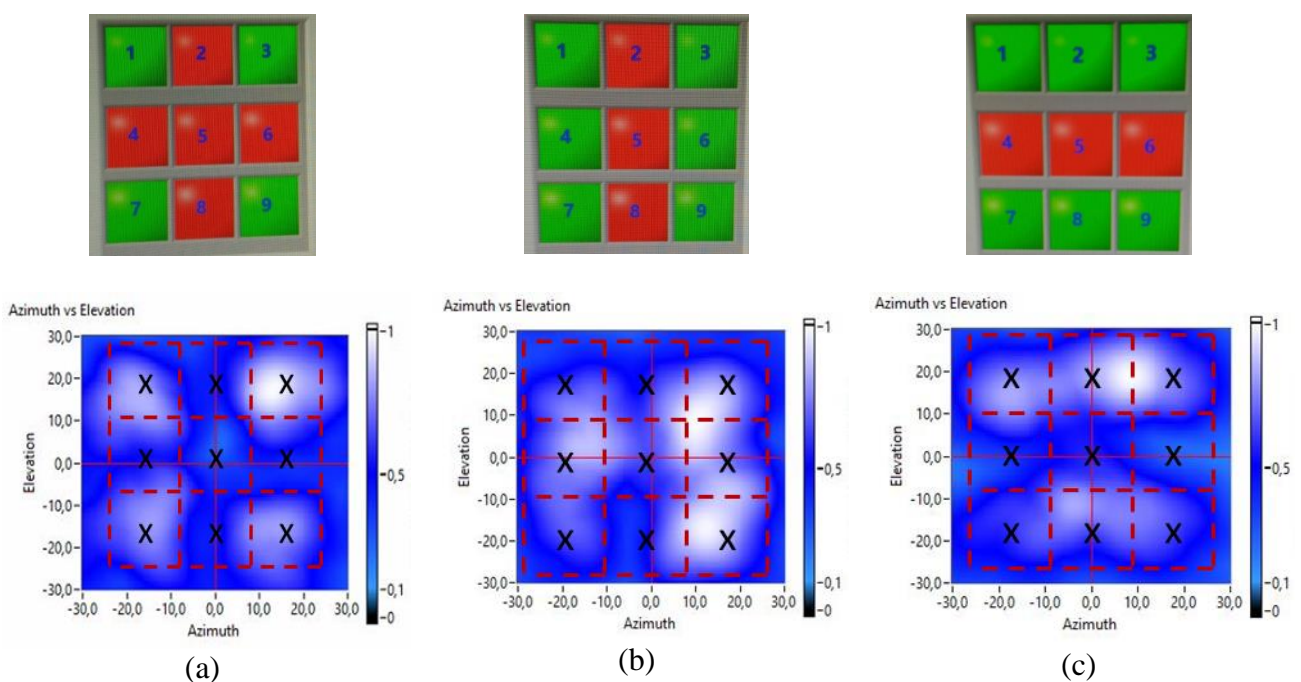 1 2 3
4 5 6
7 8 9
1 2 3
4 5 6
7 8 9
1 2 3
4 5 6
7 8 9
Azimuth vs Elevation
30,0
20,0
10,0
0,0
-10,0
-20,0
-30,0
Elevation
X X X
X X X
X X X
-30,0 -20,0 -10,0 0,0 10,0 20,0 30,0
Azimuth
1
0,5
0,1
0
(a)
Azimuth vs Elevation
30,0
20,0
10,0
0,0
-10,0
-20,0
-30,0
Elevation
X X X
X X X
X X X
-30,0 -20,0 -10,0 0,0 10,0 20,0 30,0
Azimuth
1
0,5
0,1
0
(b)
Azimuth vs Elevation
30,0
20,0
10,0
0,0
-10,0
-20,0
-30,0
Elevation
X X X
X X X
X X X
-30,0 -20,0 -10,0 0,0 10,0 20,0 30,0
Azimuth
1
0,5
0,1
0
(c)